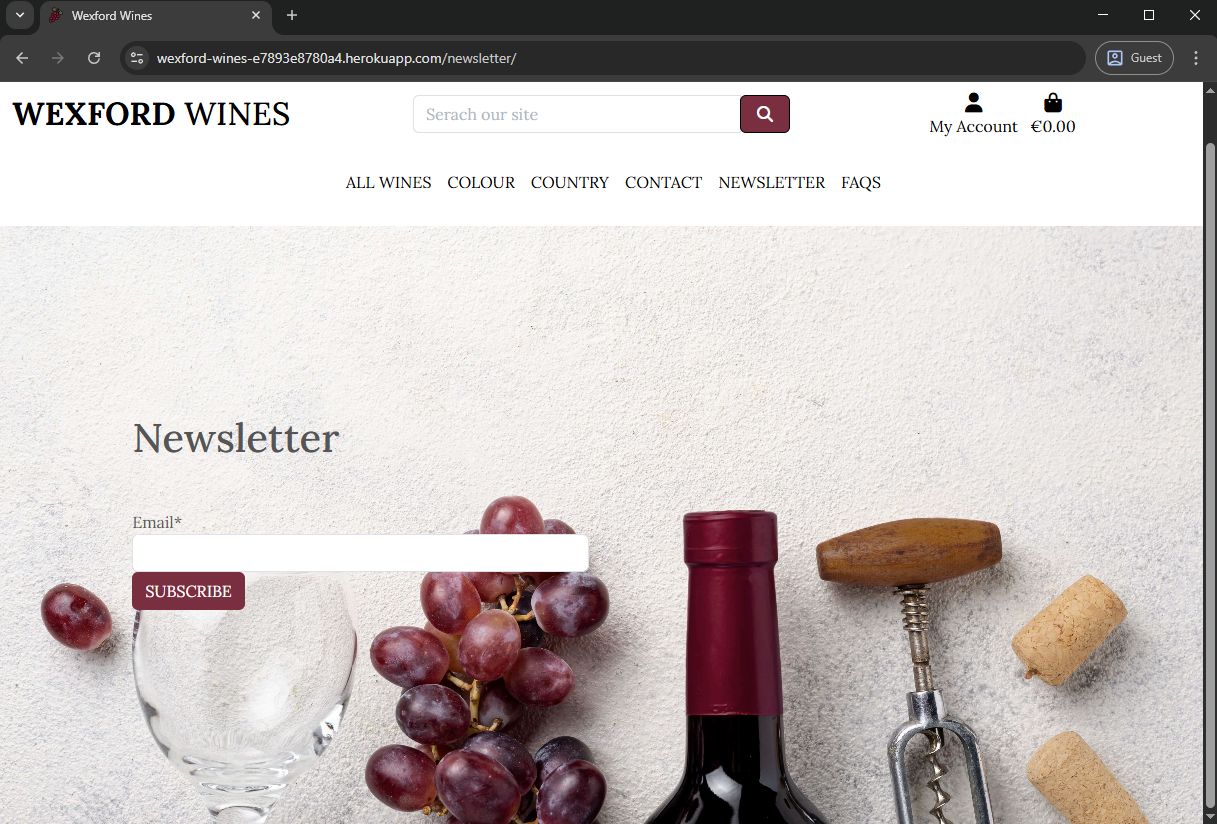 Wexford Wines
wexford-wines-e7893e8780a4.herokuapp.com/newsletter/
Guest
WEXFORD WINES
Serach our site
My Account
€0.00
ALL WINES
COLOUR
COUNTRY
CONTACT
NEWSLETTER
FAQS
Newsletter
Email*
SUBSCRIBE